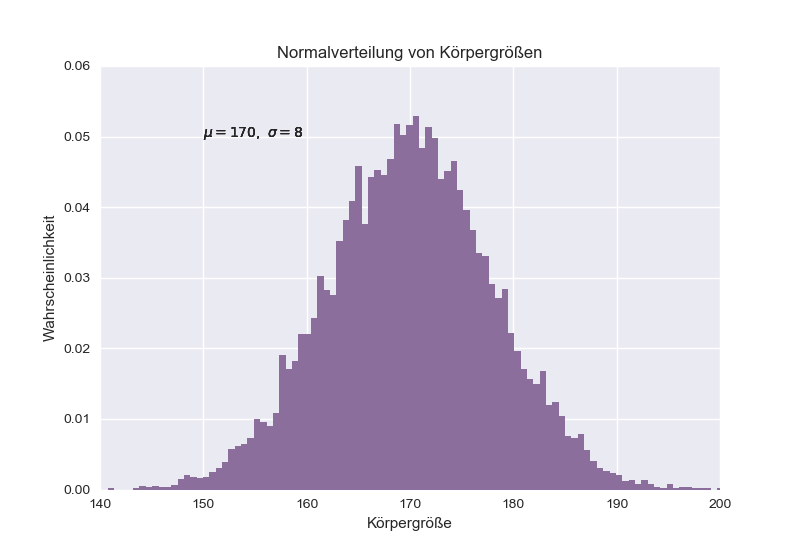 Normalverteilung von Körpergrößen
0.06
0.05
0.04
0.03
0.02
0.01
0.00
μ = 170, σ = 8
Wahrscheinlichkeit
140 150 160 170 180 190 200
Körpergröße